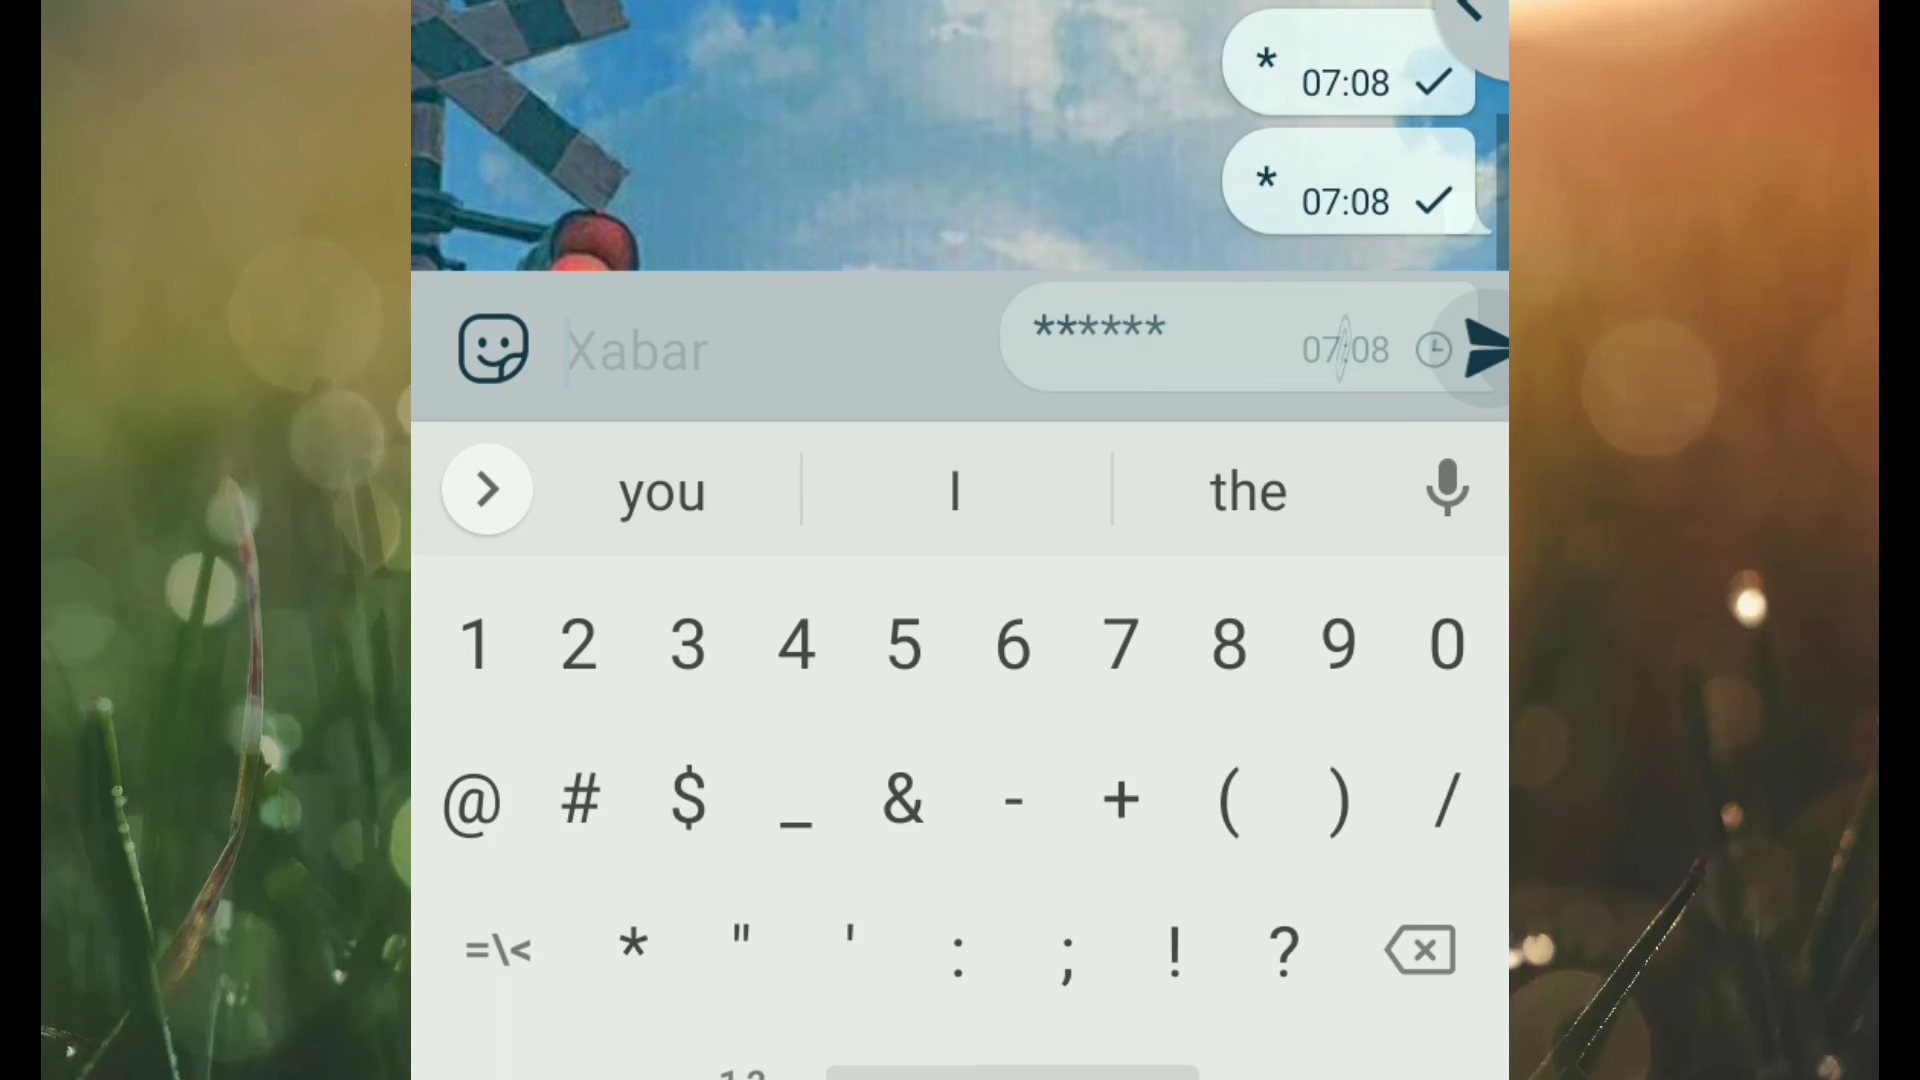 *
07:08
*
07:08
Xabar
******
07:08
you I the
1 2 3 4 5 6 7 8 9 0
@ # $ _ & - + ( ) /
=\< * " ' : ; ! ?